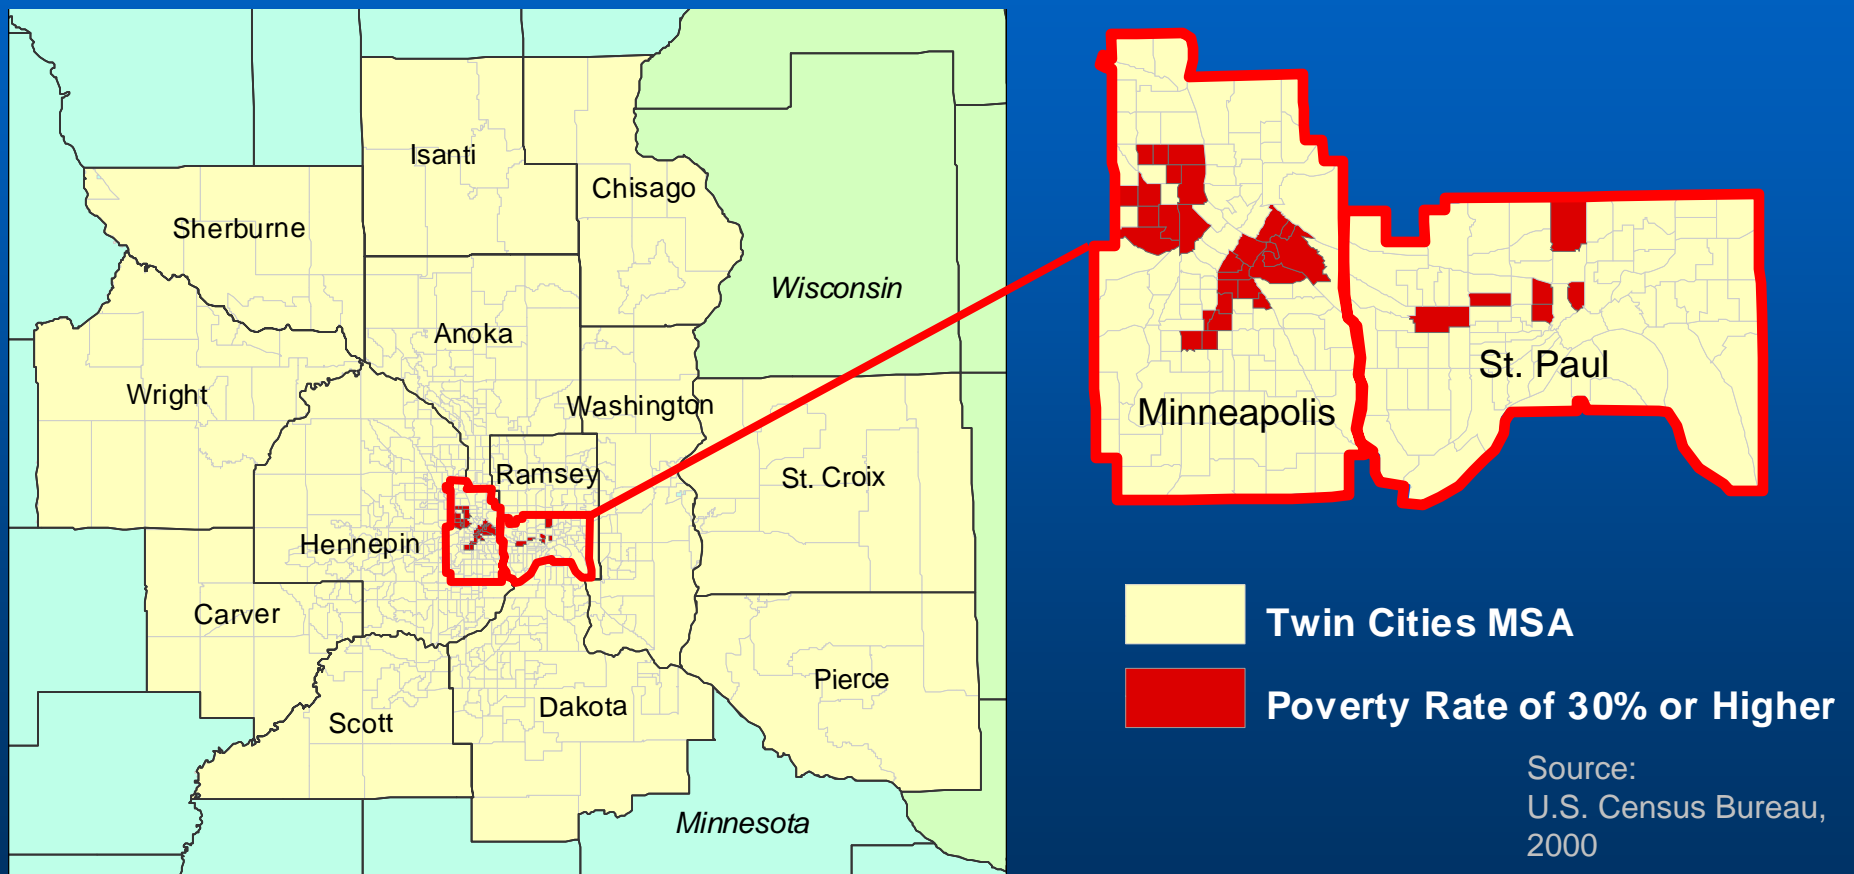 Isanti
Chisago
Sherburne
Wisconsin
Anoka
Wright
Washington
Ramsey
St. Croix
Hennepin
Carver
Pierce
Scott
Dakota
Minnesota
St. Paul
Minneapolis
Twin Cities MSA
Poverty Rate of 30% or Higher
Source:
U.S. Census Bureau,
2000